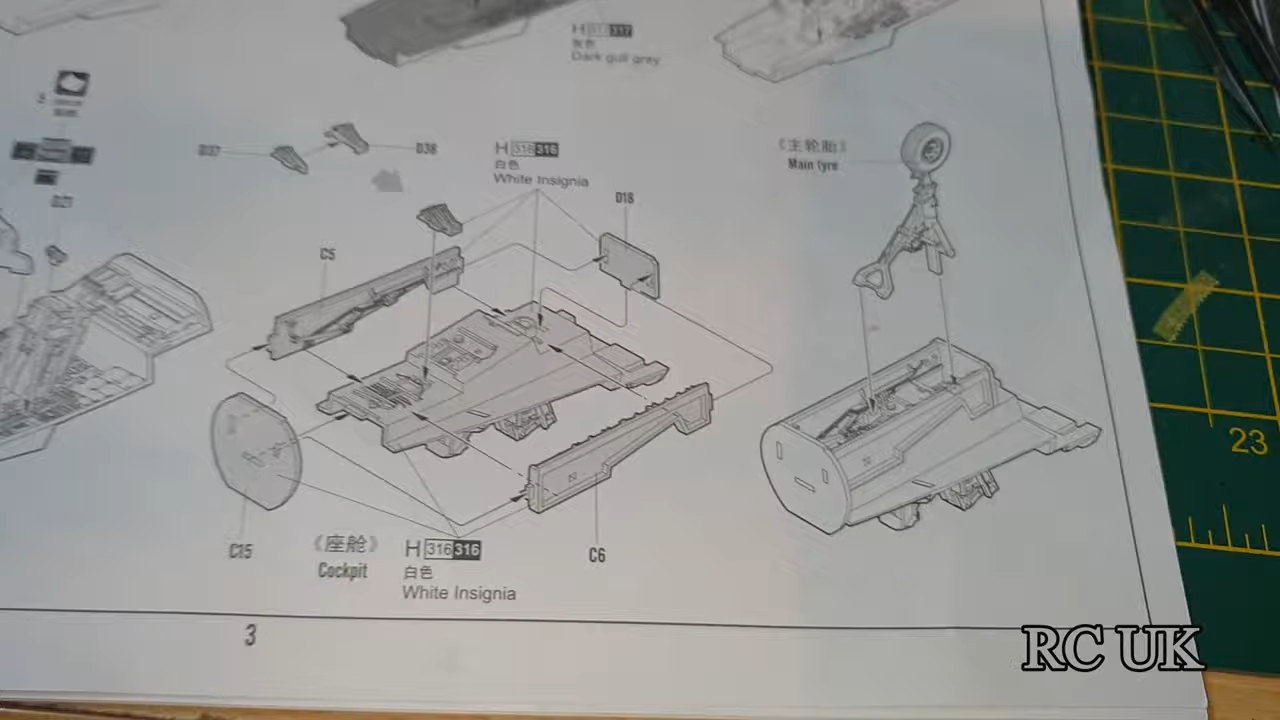 H 317 317
灰色
Dark gull grey
D37
D38
H 316 316
白色
White Insignia
《主轮胎》
Main tyre
D21
D18
C5
C15
《座舱》
Cockpit
H 316 316
白色
White Insignia
C6
23
3
RC UK